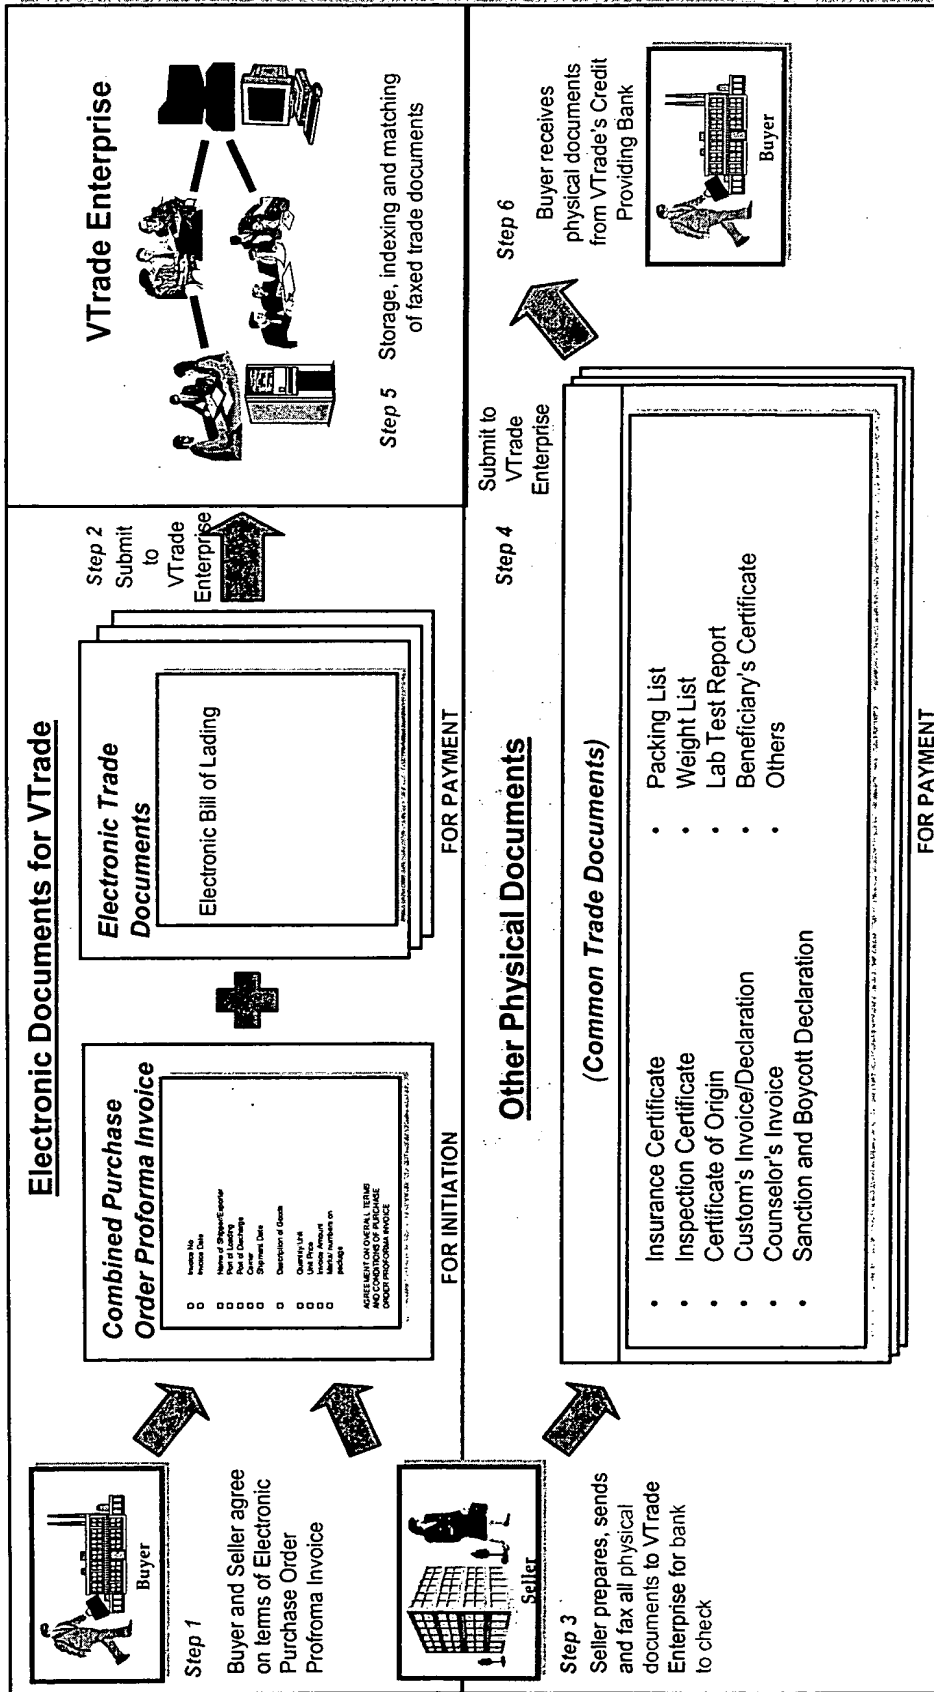 Electronic Documents for VTrade
Buyer
Step 1
Buyer and Seller agree
on terms of Electronic
Purchase Order
Profroma Invoice
Combined Purchase
Order Proforma Invoice
Invoice No
Invoice Date
Name of Shipper/Exporter
Port of Loading
Port of Discharge
Carrier
Shipment Date
Description of Goods
Quantity Unit
Unit Price
Invoice Amount
Marks/ numbers on
package
AGREEMENT ON OVERALL TERMS
AND CONDITIONS OF PURCHASE
ORDER PROFORMA INVOICE
FOR INITIATION
Electronic Trade
Documents
Electronic Bill of Lading
FOR PAYMENT
Step 2
Submit
to
VTrade
Enterprise
VTrade Enterprise
Step 5 Storage, indexing and matching
of faxed trade documents
Other Physical Documents
Seller
Step 3
Seller prepares, sends
and fax all physical
documents to VTrade
Enterprise for bank
to check
(Common Trade Documents)
• Insurance Certificate
• Inspection Certificate
• Certificate of Origin
• Custom's Invoice/Declaration
• Counselor's Invoice
• Sanction and Boycott Declaration
• Packing List
• Weight List
• Lab Test Report
• Beneficiary's Certificate
• Others
FOR PAYMENT
Step 4 Submit to
VTrade
Enterprise
Step 6
Buyer receives
physical documents
from VTrade's Credit
Providing Bank
Buyer